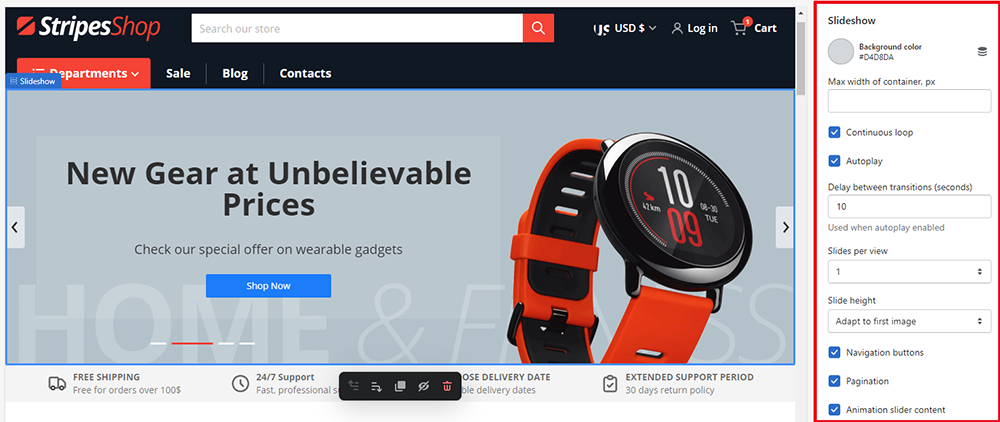 StripesShop
Search our store
USD $
Log in
1
Cart
Departments
Sale
Blog
Contacts
Slideshow
New Gear at Unbelievable
Prices
Check our special offer on wearable gadgets
Shop Now
HOME & FITNESS
10
09
42 km
08-30
TUE
FREE SHIPPING
Free for orders over 100$
24/7 Support
Fast, professional su
OSE DELIVERY DATE
ble delivery dates
EXTENDED SUPPORT PERIOD
30 days return policy
Slideshow
Background color
#D4D8DA
Max width of container, px
Continuous loop
Autoplay
Delay between transitions (seconds)
10
Used when autoplay enabled
Slides per view
1
Slide height
Adapt to first image
Navigation buttons
Pagination
Animation slider content